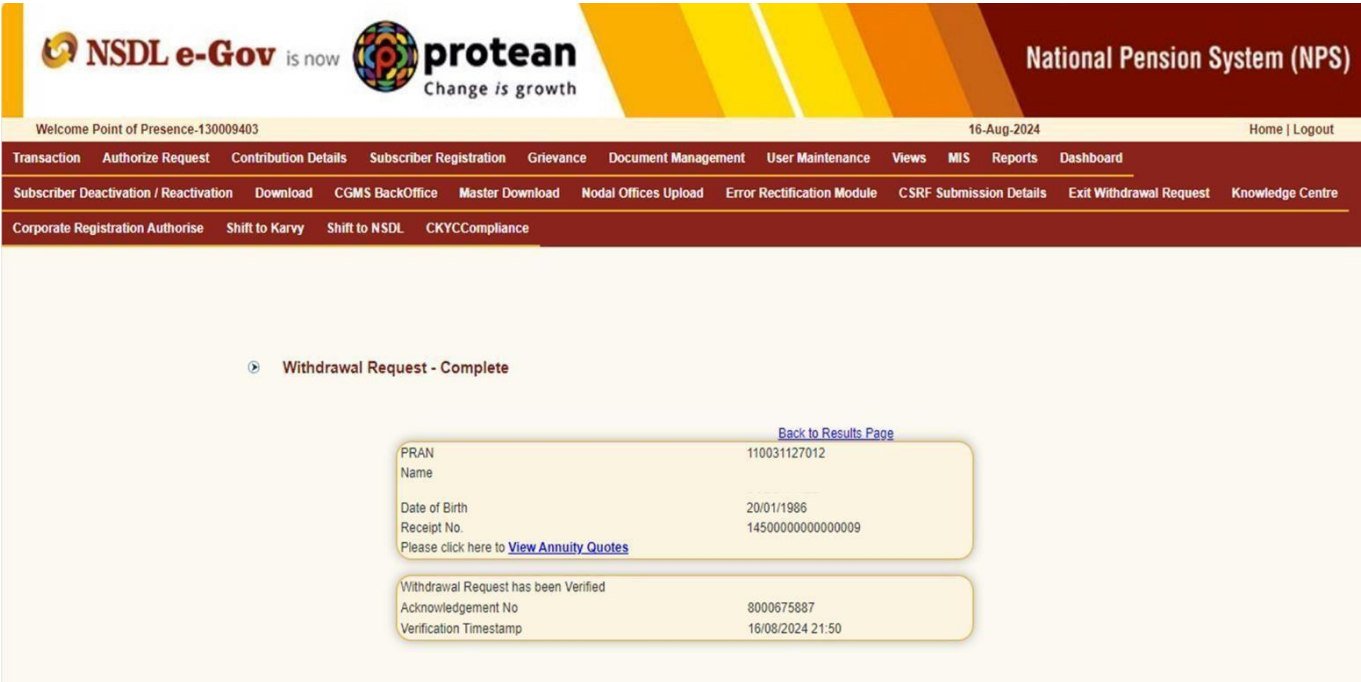 NSDL e-Gov is now protean
Change is growth
National Pension System (NPS)
Welcome Point of Presence-130009403 16-Aug-2024 Home | Logout
Transaction Authorize Request Contribution Details Subscriber Registration Grievance Document Management User Maintenance Views MIS Reports Dashboard
Subscriber Deactivation / Reactivation Download CGMS BackOffice Master Download Nodal Offices Upload Error Rectification Module CSRF Submission Details Exit Withdrawal Request Knowledge Centre
Corporate Registration Authorise Shift to Karvy Shift to NSDL CKYCCompliance
Withdrawal Request - Complete
Back to Results Page
PRAN 110031127012
Name
Date of Birth 20/01/1986
Receipt No. 14500000000000009
Please click here to View Annuity Quotes
Withdrawal Request has been Verified
Acknowledgement No 8000675887
Verification Timestamp 16/08/2024 21:50